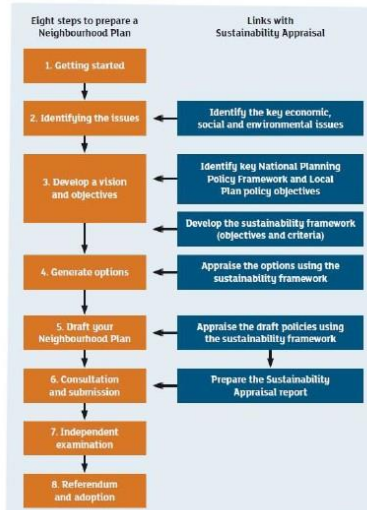 Eight steps to prepare a
Neighbourhood Plan
Links with
Sustainability Appraisal
1. Getting started
2. Identifying the issues
Identify the key economic,
social and environmental issues
3. Develop a vision
and objectives
Identify key National Planning
Policy Framework and Local
Plan policy objectives
Develop the sustainability framework
(objectives and criteria)
4. Generate options
Appraise the options using the
sustainability framework
5. Draft your
Neighbourhood Plan
Appraise the draft policies using
the sustainability framework
6. Consultation
and submission
Prepare the Sustainability
Appraisal report
7. Independent
examination
8. Referendum
and adoption